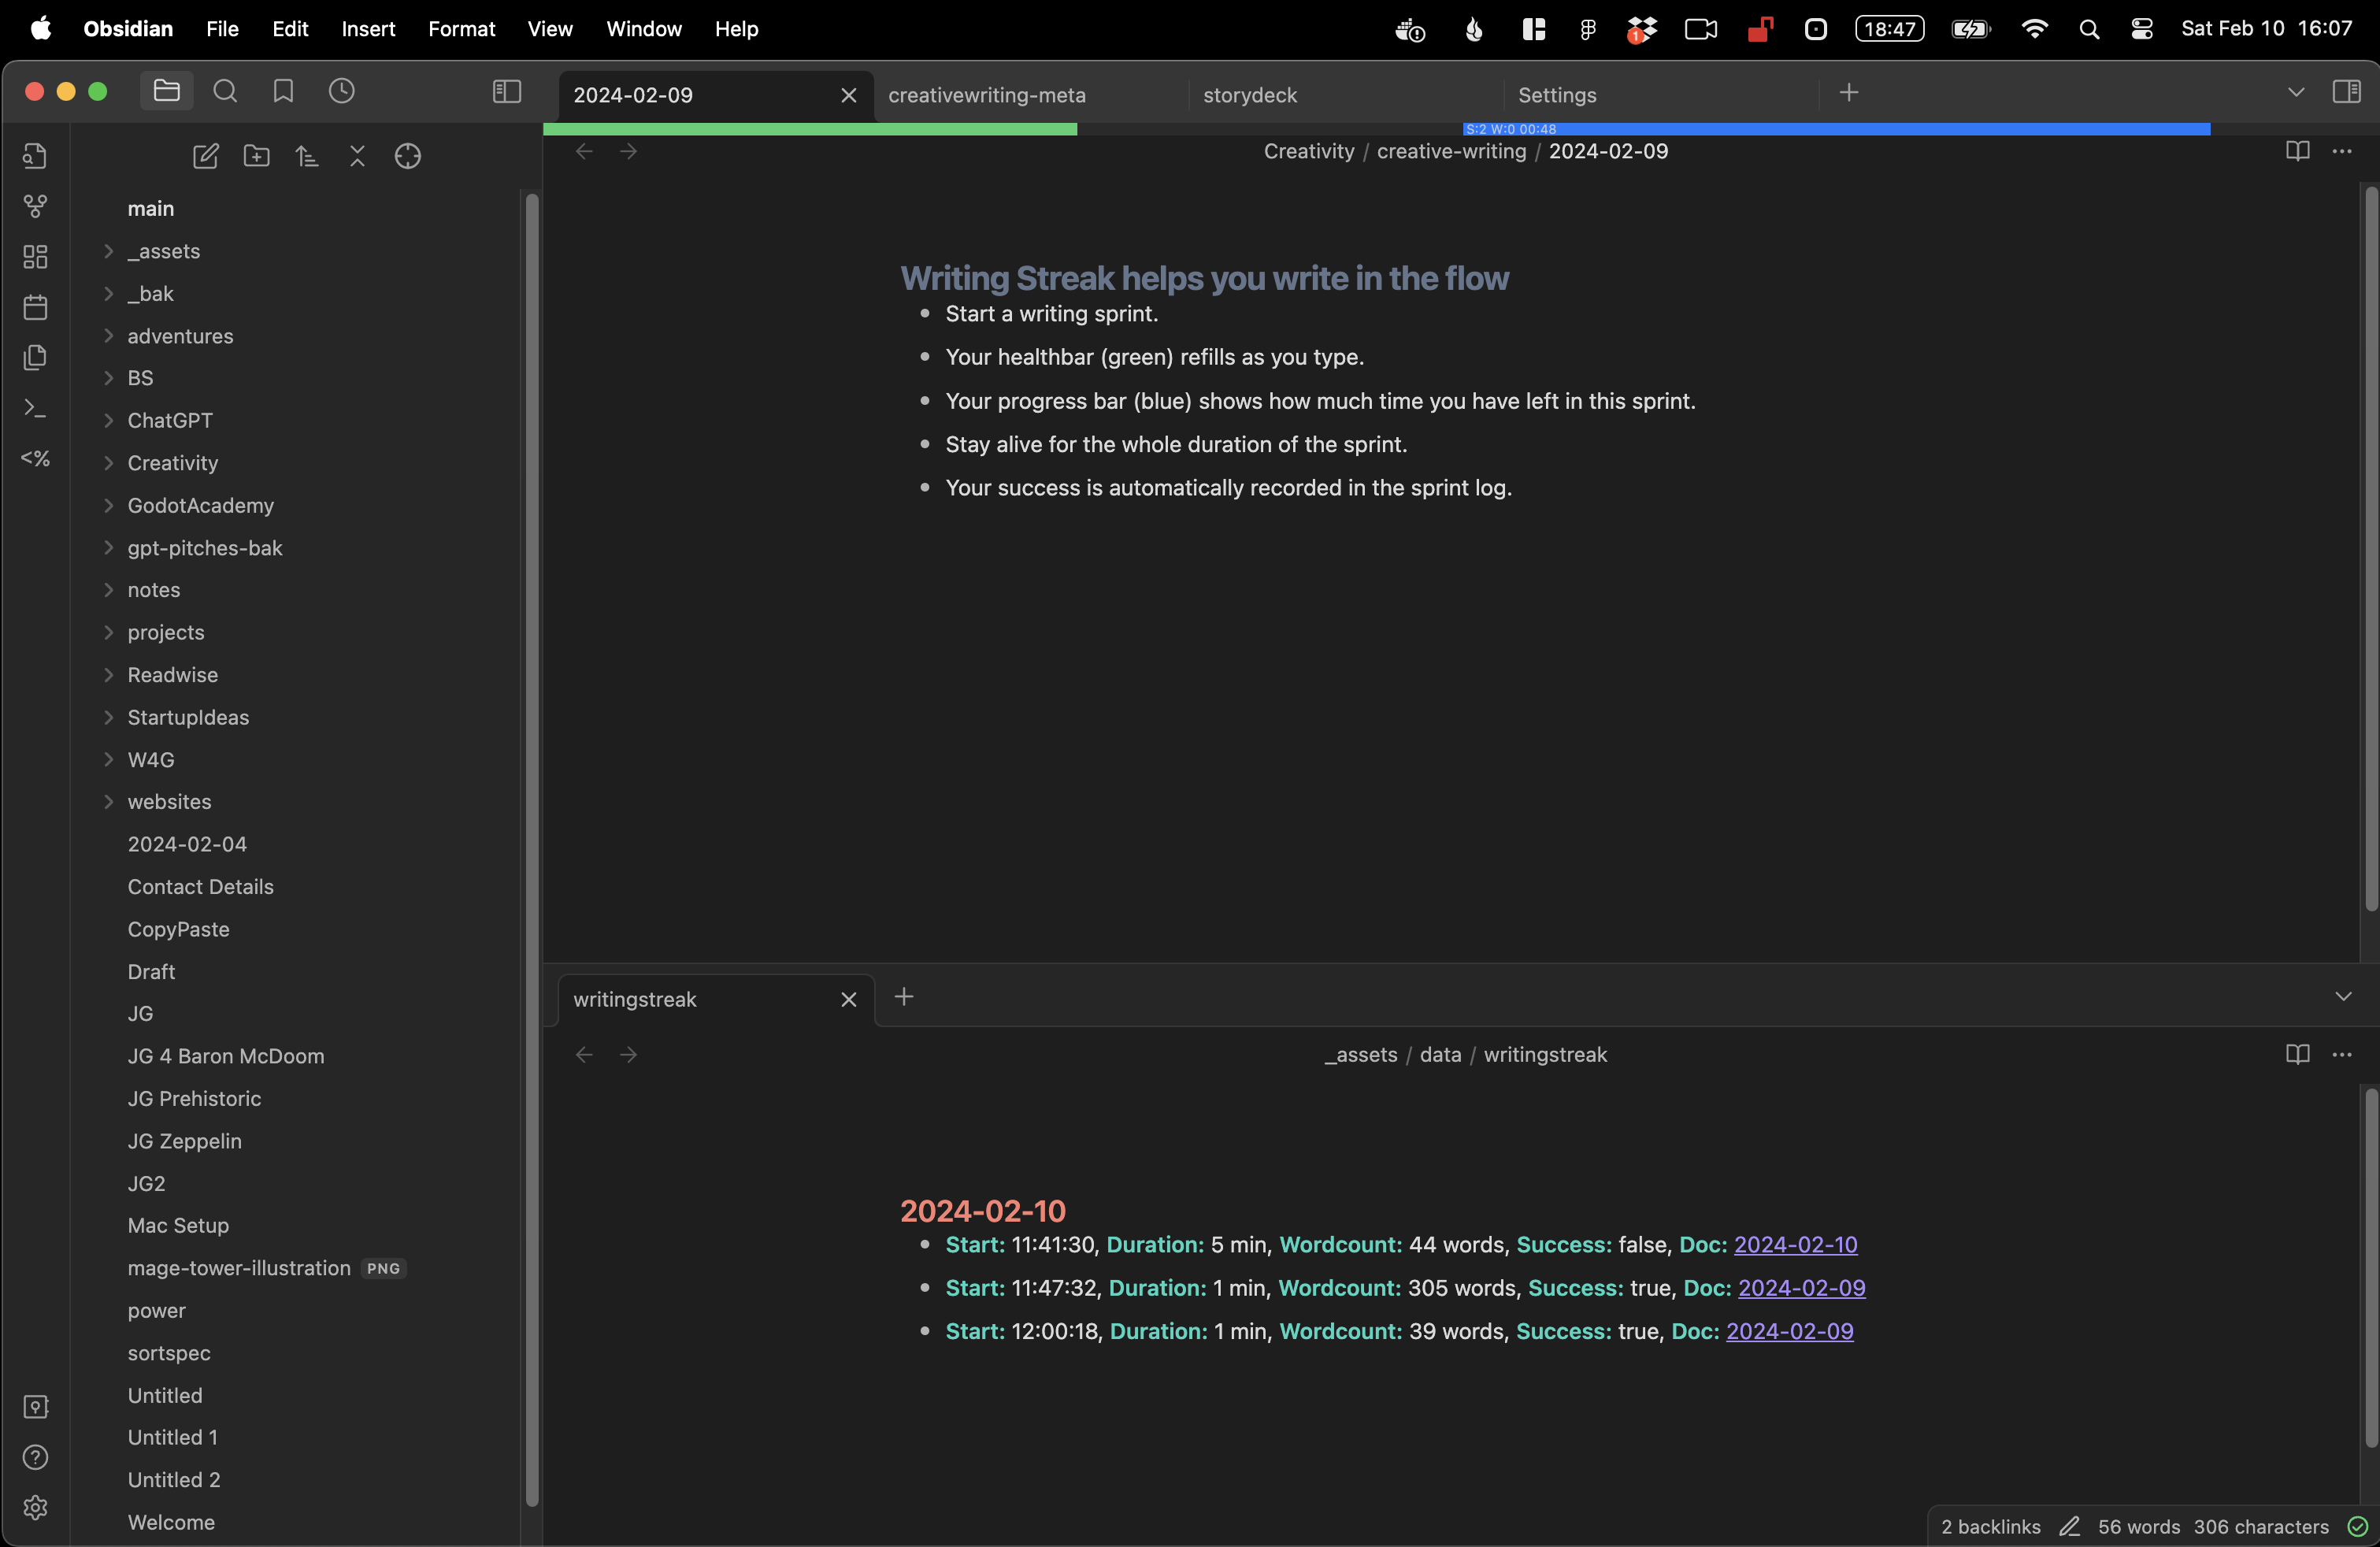 Obsidian File Edit Insert Format View Window Help
1 18:47 Sat Feb 10 16:07
2024-02-09 creativewriting-meta storydeck Settings
S:2 W:0 00:48
main
_assets
_bak
adventures
BS
ChatGPT
Creativity
GodotAcademy
gpt-pitches-bak
notes
projects
Readwise
StartupIdeas
W4G
websites
2024-02-04
Contact Details
CopyPaste
Draft
JG
JG 4 Baron McDoom
JG Prehistoric
JG Zeppelin
JG2
Mac Setup
mage-tower-illustration PNG
power
sortspec
Untitled
Untitled 1
Untitled 2
Welcome
Creativity / creative-writing / 2024-02-09
Writing Streak helps you write in the flow
• Start a writing sprint.
• Your healthbar (green) refills as you type.
• Your progress bar (blue) shows how much time you have left in this sprint.
• Stay alive for the whole duration of the sprint.
• Your success is automatically recorded in the sprint log.
writingstreak
_assets / data / writingstreak
2024-02-10
• Start: 11:41:30, Duration: 5 min, Wordcount: 44 words, Success: false, Doc: 2024-02-10
• Start: 11:47:32, Duration: 1 min, Wordcount: 305 words, Success: true, Doc: 2024-02-09
• Start: 12:00:18, Duration: 1 min, Wordcount: 39 words, Success: true, Doc: 2024-02-09
2 backlinks 56 words 306 characters